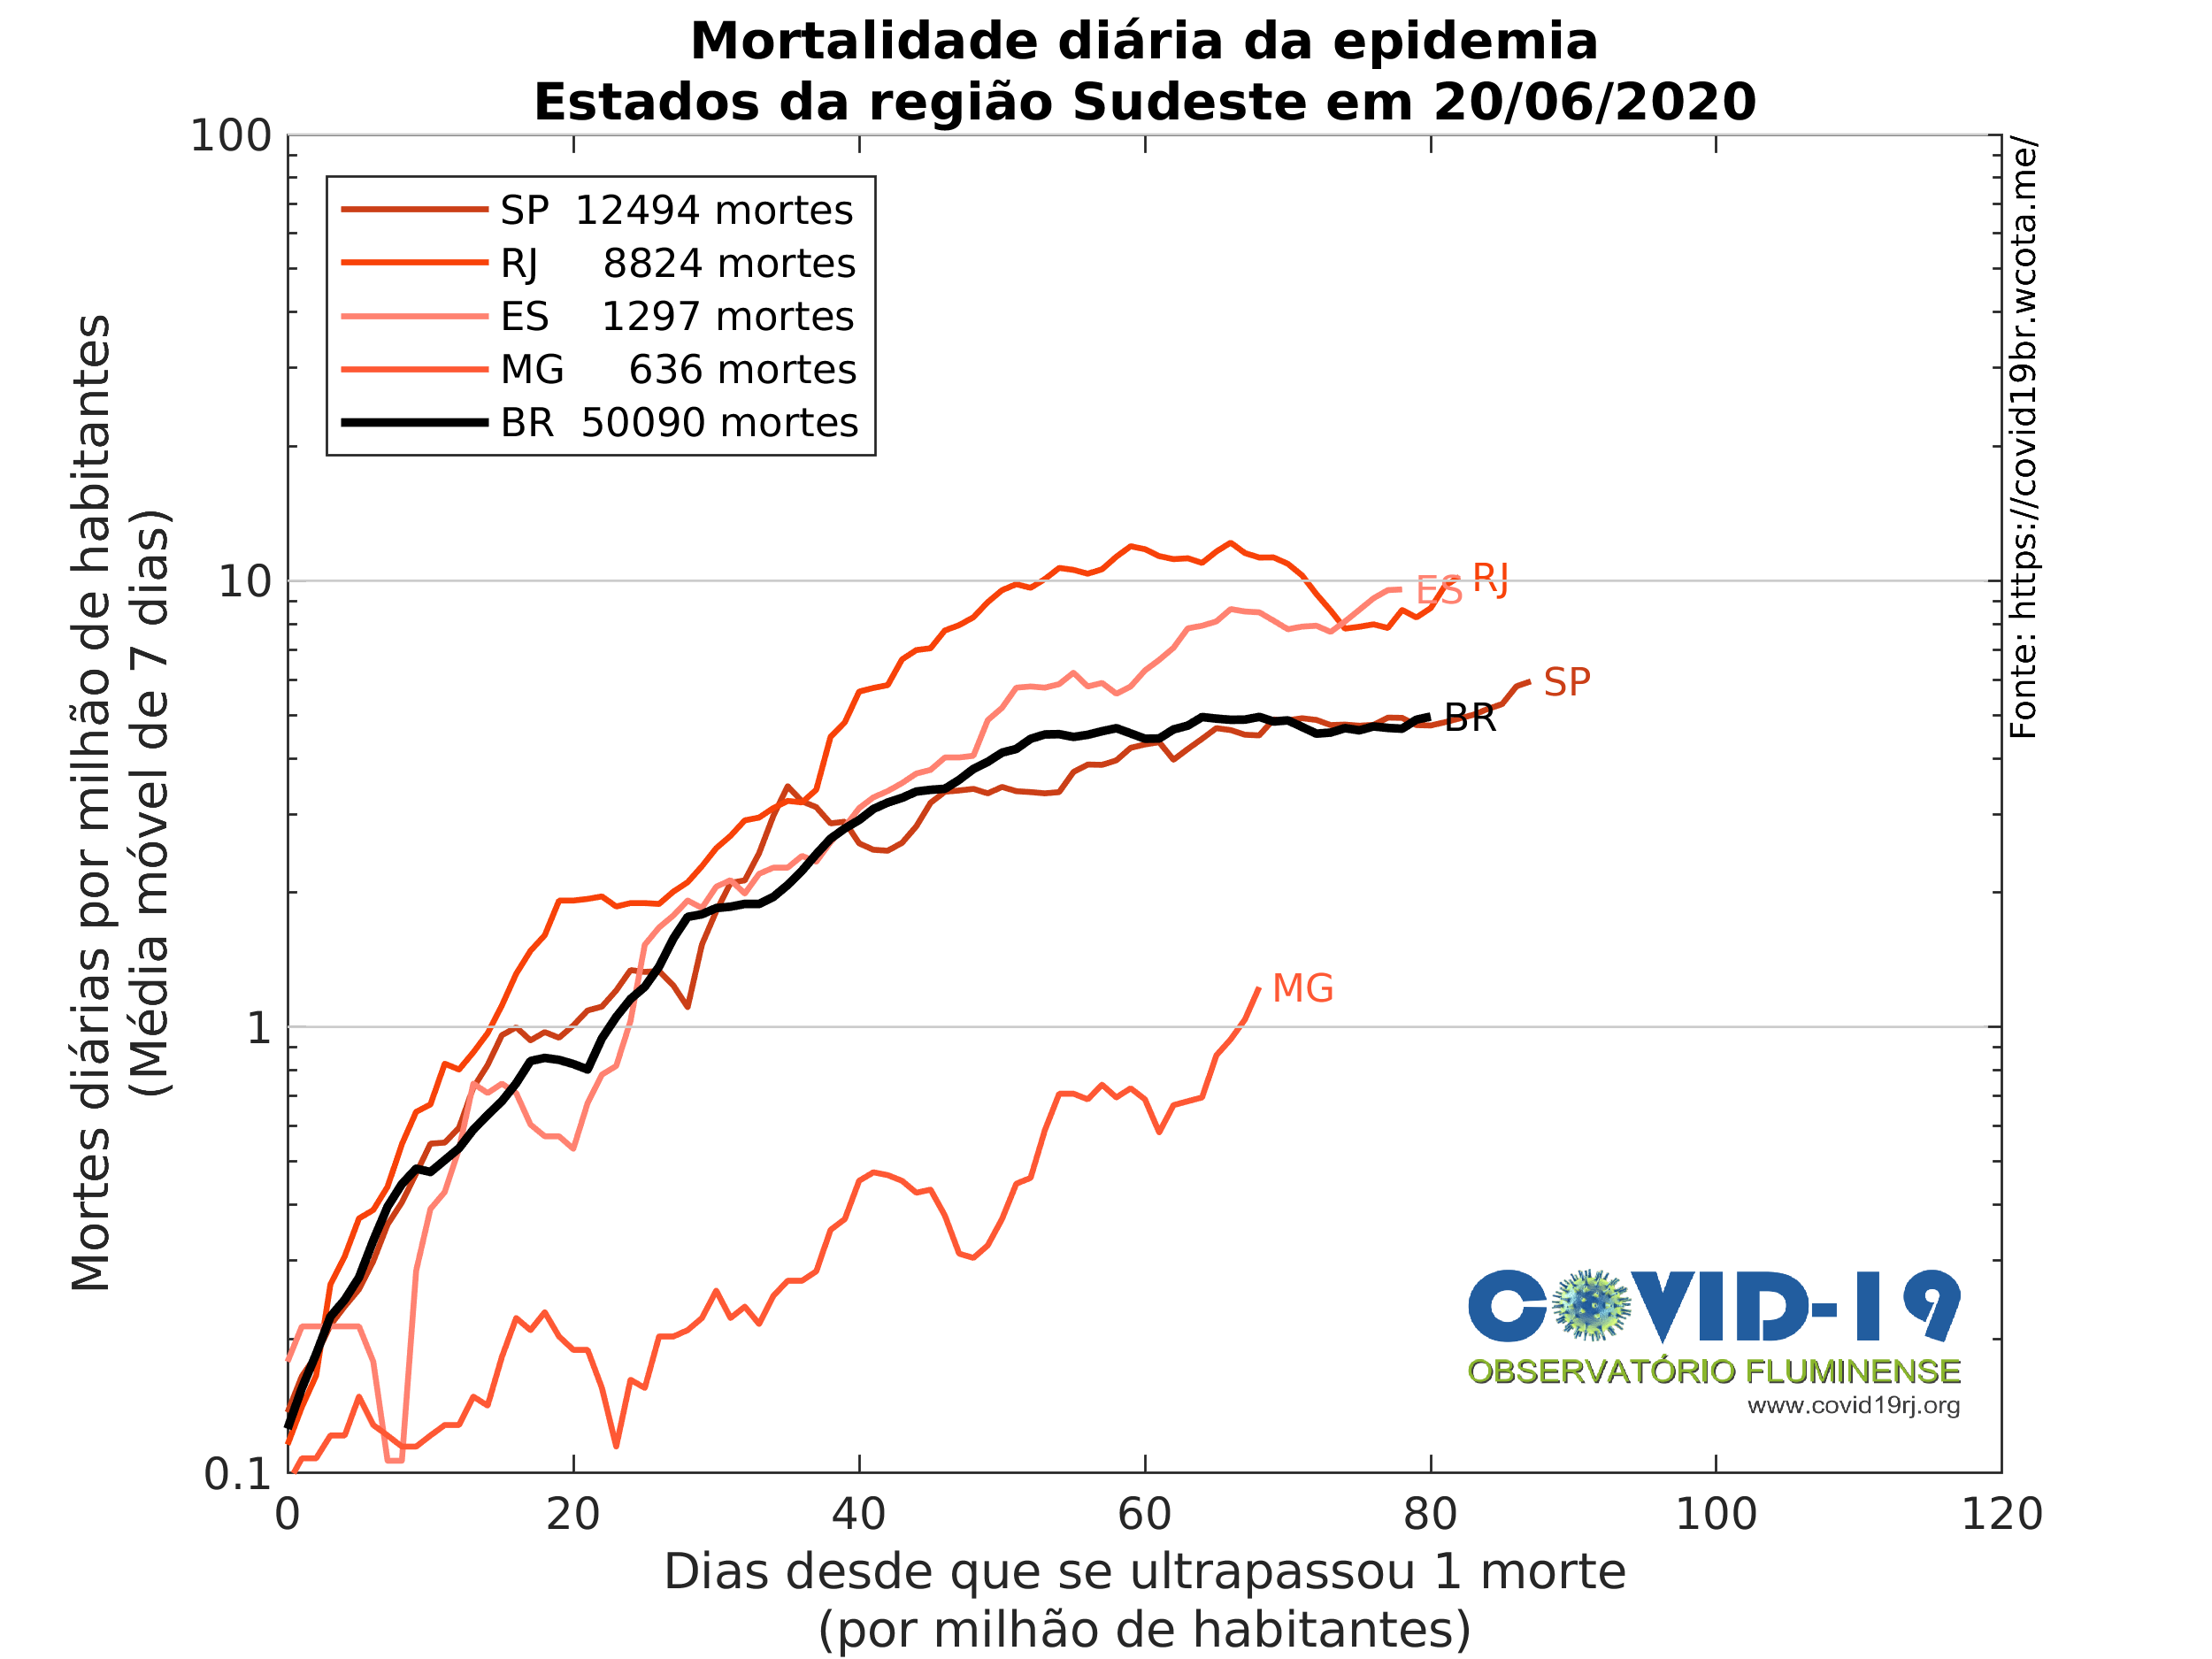 Mortalidade diária da epidemia
Estados da região Sudeste em 20/06/2020
SP 12494 mortes
RJ 8824 mortes
ES 1297 mortes
MG 636 mortes
BR 50090 mortes
Mortes diárias por milhão de habitantes
(Média móvel de 7 dias)
100
10
1
0.1
RJ
ES
SP
BR
MG
Fonte: https://covid19br.wcota.me/
COVID-19
OBSERVATÓRIO FLUMINENSE
www.covid19rj.org
0 20 40 60 80 100 120
Dias desde que se ultrapassou 1 morte
(por milhão de habitantes)